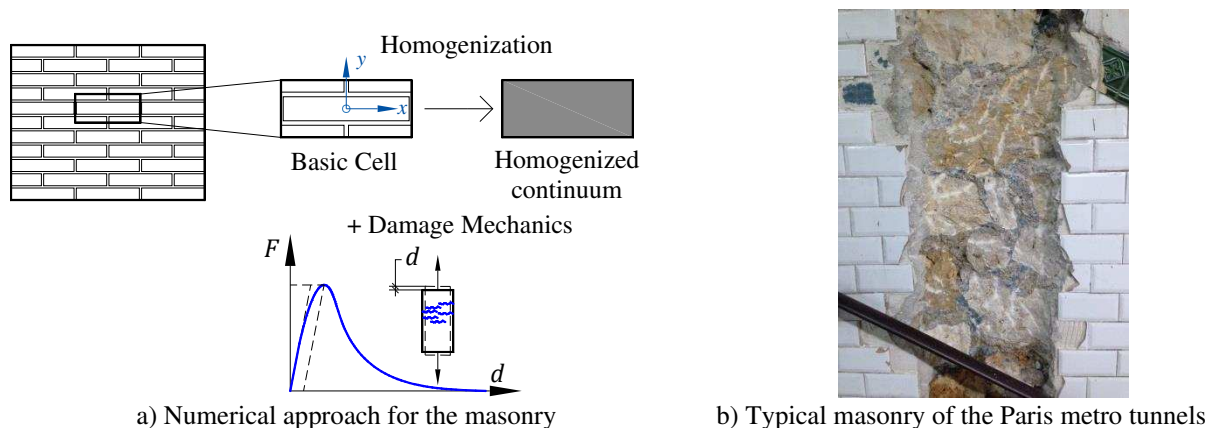 Homogenization
y
x
Basic Cell
Homogenized
continuum
+ Damage Mechanics
F
d
d
a) Numerical approach for the masonry
b) Typical masonry of the Paris metro tunnels